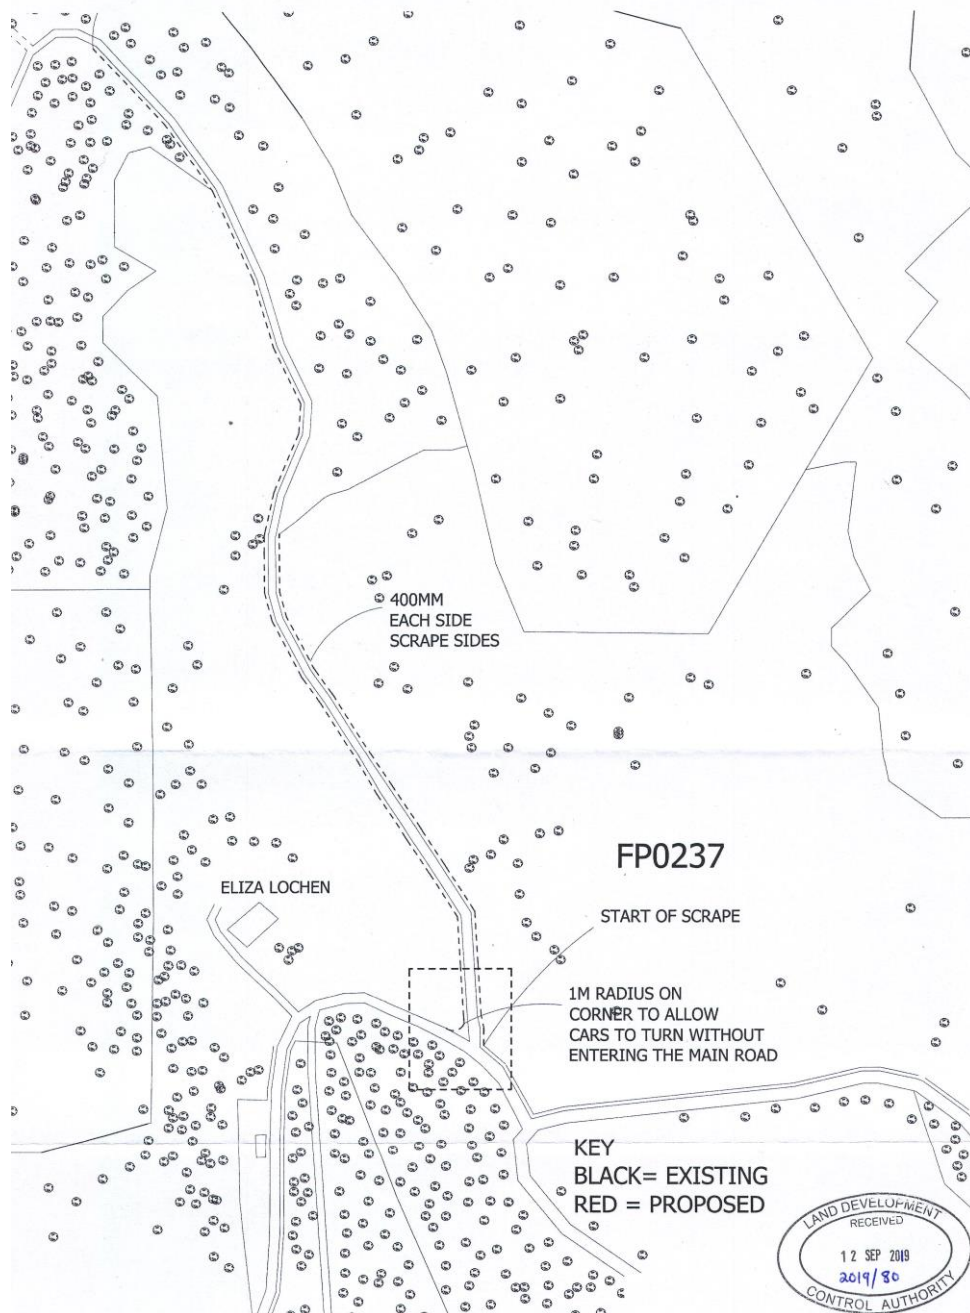 400MM
EACH SIDE
SCRAPE SIDES
FP0237
ELIZA LOCHEN
START OF SCRAPE
1M RADIUS ON
CORNER TO ALLOW
CARS TO TURN WITHOUT
ENTERING THE MAIN ROAD
KEY
BLACK= EXISTING
RED = PROPOSED
LAND DEVELOPMENT
RECEIVED
12 SEP 2019
2019/80
CONTROL AUTHORITY